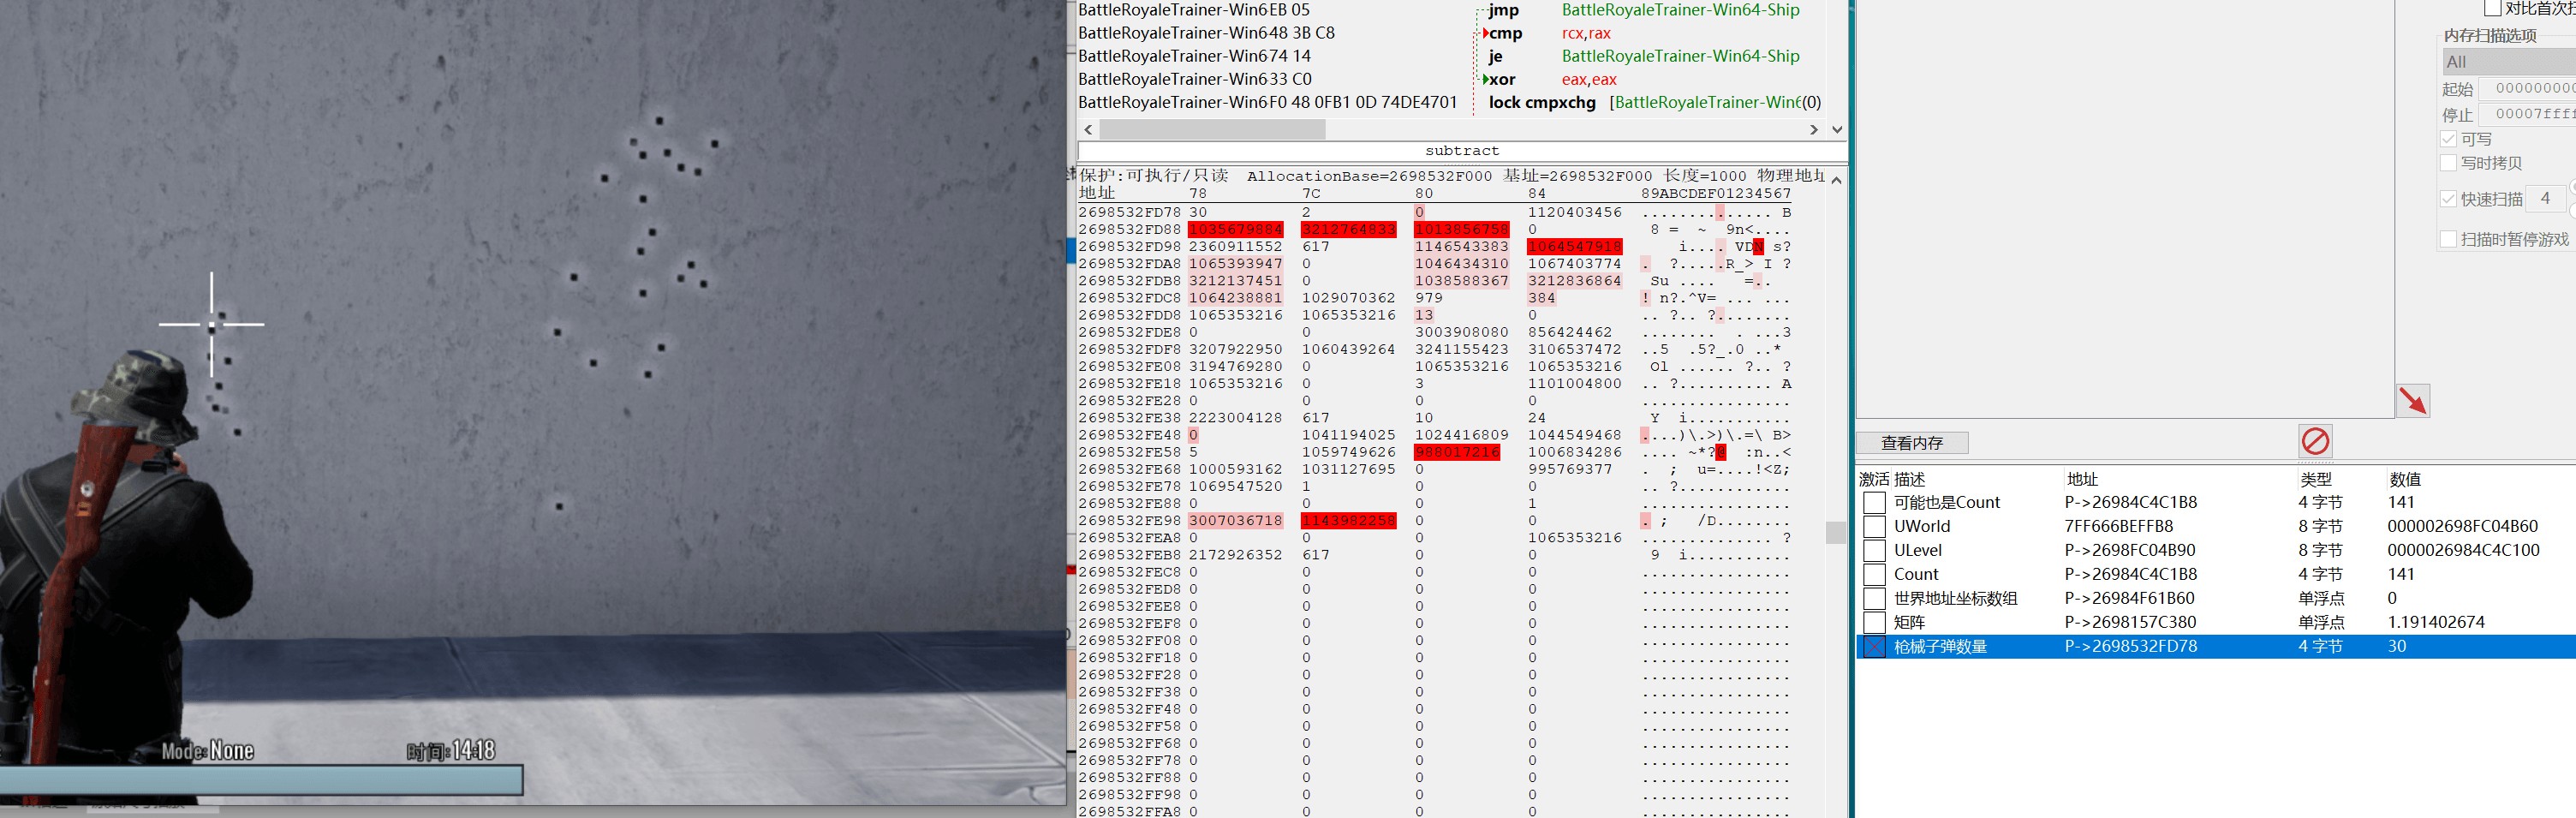 Mode: None
时间: 1418
BattleRoyaleTrainer-Win6EB 05 jmp BattleRoyaleTrainer-Win64-Ship
BattleRoyaleTrainer-Win648 3B C8 cmp rcx,rax
BattleRoyaleTrainer-Win674 14 je BattleRoyaleTrainer-Win64-Ship
BattleRoyaleTrainer-Win633 C0 xor eax,eax
BattleRoyaleTrainer-Win6F0 48 0FB1 0D 74DE4701 lock cmpxchg [BattleRoyaleTrainer-Win6(0)
subtract
保护:可执行/只读 AllocationBase=2698532F000 基址=2698532F000 长度=1000 物理地址
地址 78 7C 80 84 89ABCDEF01234567
2698532FD78 30 2 0 1120403456 .............. B
2698532FD88 1035679884 3212764833 1013856758 0 8 = ~ 9n<....
2698532FD98 2360911552 617 1146543383 1064547918 i.... VDN s?
2698532FDA8 1065393947 0 1046434310 1067403774 . ?.....R_> I ?
2698532FDB8 3212137451 0 1038588367 3212836864 Su .... =..
2698532FDC8 1064238881 1029070362 979 384 ! n?.^V= ... ...
2698532FDD8 1065353216 1065353216 13 0 .. ?.. ?........
2698532FDE8 0 0 3003908080 856424462 ........ . ...3
2698532FDF8 3207922950 1060439264 3241155423 3106537472 ..5 .5?_.0 ..*
2698532FE08 3194769280 0 1065353216 1065353216 Ol ...... ?.. ?
2698532FE18 1065353216 0 3 1101004800 .. ?.......... A
2698532FE28 0 0 0 0 ................
2698532FE38 2223004128 617 10 24 Y i...........
2698532FE48 0 1041194025 1024416809 1044549468 ....)\.>)\.=\ B>
2698532FE58 5 1059749626 988017216 1006834286 .... ~*?@ :n..<
2698532FE68 1000593162 1031127695 0 995769377 . ; u=....!<Z;
2698532FE78 1069547520 1 0 0 .. ?............
2698532FE88 0 0 0 1 ................
2698532FE98 3007036718 1143982258 0 0 . ; /D........
2698532FEA8 0 0 0 1065353216 .............. ?
2698532FEB8 2172926352 617 0 0 9 i...........
2698532FEC8 0 0 0 0 ................
2698532FED8 0 0 0 0 ................
2698532FEE8 0 0 0 0 ................
2698532FEF8 0 0 0 0 ................
2698532FF08 0 0 0 0 ................
2698532FF18 0 0 0 0 ................
2698532FF28 0 0 0 0 ................
2698532FF38 0 0 0 0 ................
2698532FF48 0 0 0 0 ................
2698532FF58 0 0 0 0 ................
2698532FF68 0 0 0 0 ................
2698532FF78 0 0 0 0 ................
2698532FF88 0 0 0 0 ................
2698532FF98 0 0 0 0 ................
2698532FFA8 0 0 0 0 ................
对比首次扫
内存扫描选项
All
起始 000000000
停止 00007ffff
可写
写时拷贝
快速扫描 4
扫描时暂停游戏
查看内存
激活 描述 地址 类型 数值
可能也是Count P->26984C4C1B8 4 字节 141
UWorld 7FF666BEFFB8 8 字节 000002698FC04B60
ULevel P->2698FC04B90 8 字节 0000026984C4C100
Count P->26984C4C1B8 4 字节 141
世界地址坐标数组 P->26984F61B60 单浮点 0
矩阵 P->2698157C380 单浮点 1.191402674
枪械子弹数量 P->2698532FD78 4 字节 30